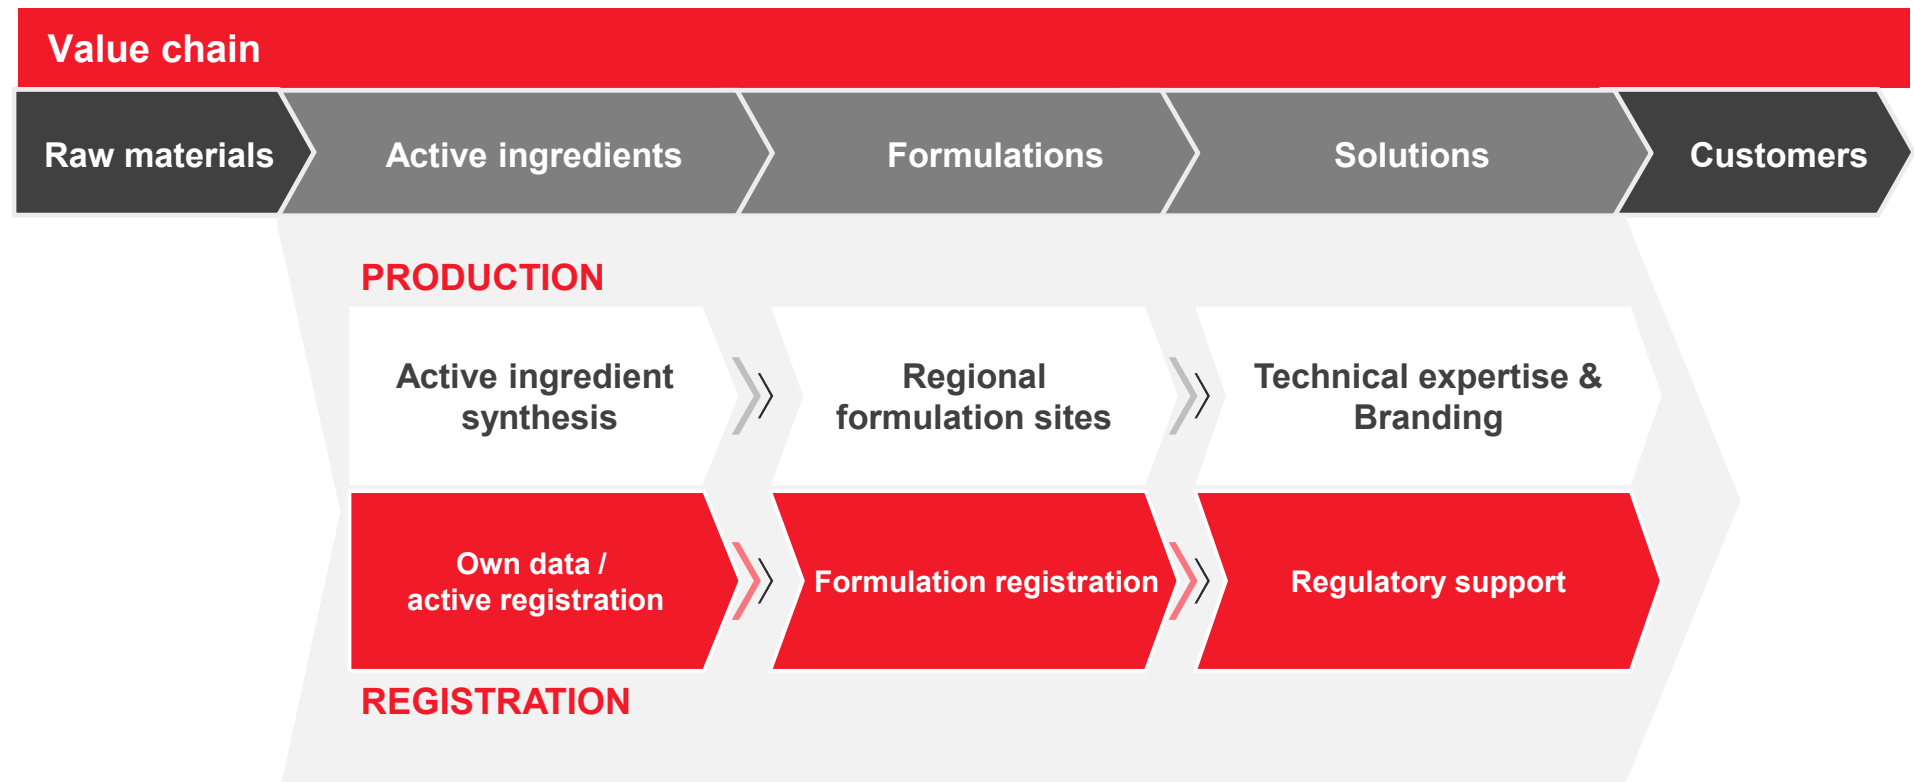 Value chain
Raw materials
Active ingredients
Formulations
Solutions
Customers
PRODUCTION
Active ingredient
synthesis
Regional
formulation sites
Technical expertise &
Branding
Own data /
active registration
Formulation registration
Regulatory support
REGISTRATION